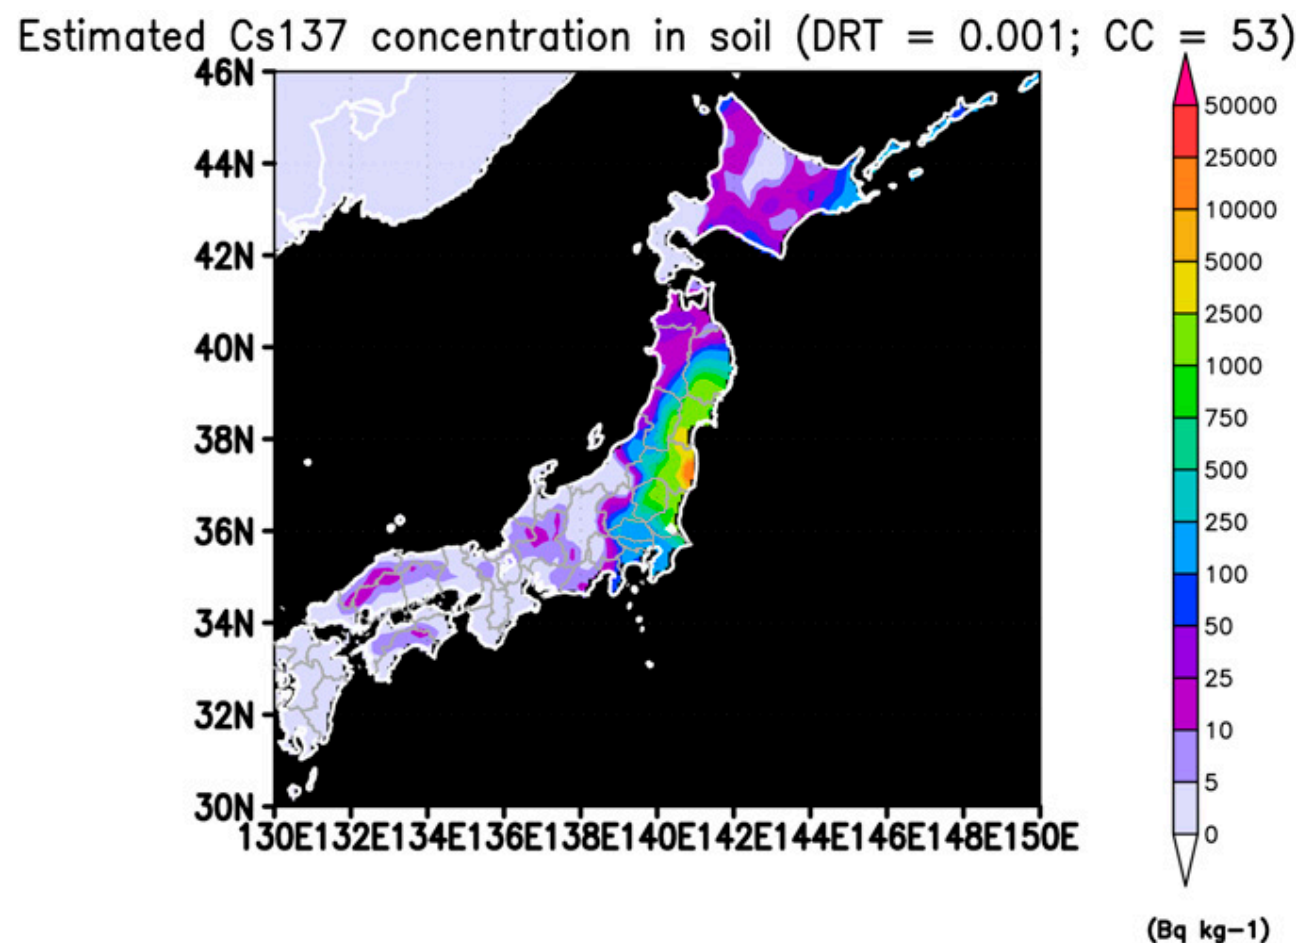 Estimated Cs137 concentration in soil (DRT = 0.001; CC = 53)
46N
44N
42N
40N
38N
36N
34N
32N
30N
130E132E134E136E138E140E142E144E146E148E150E
50000
25000
10000
5000
2500
1000
750
500
250
100
50
25
10
5
0
(Bq kg-1)